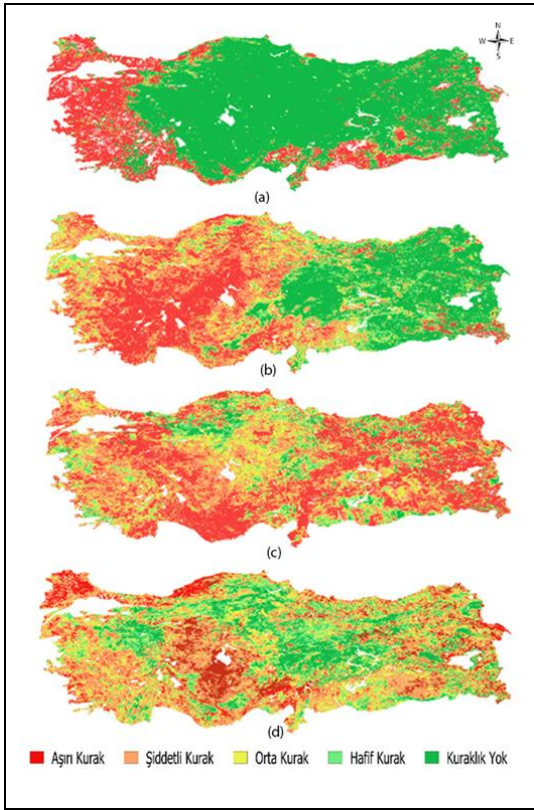 N
W E
S
(a)
(b)
(c)
(d)
Aşırı Kurak Şiddetli Kurak Orta Kurak Hafif Kurak Kuraklık Yok